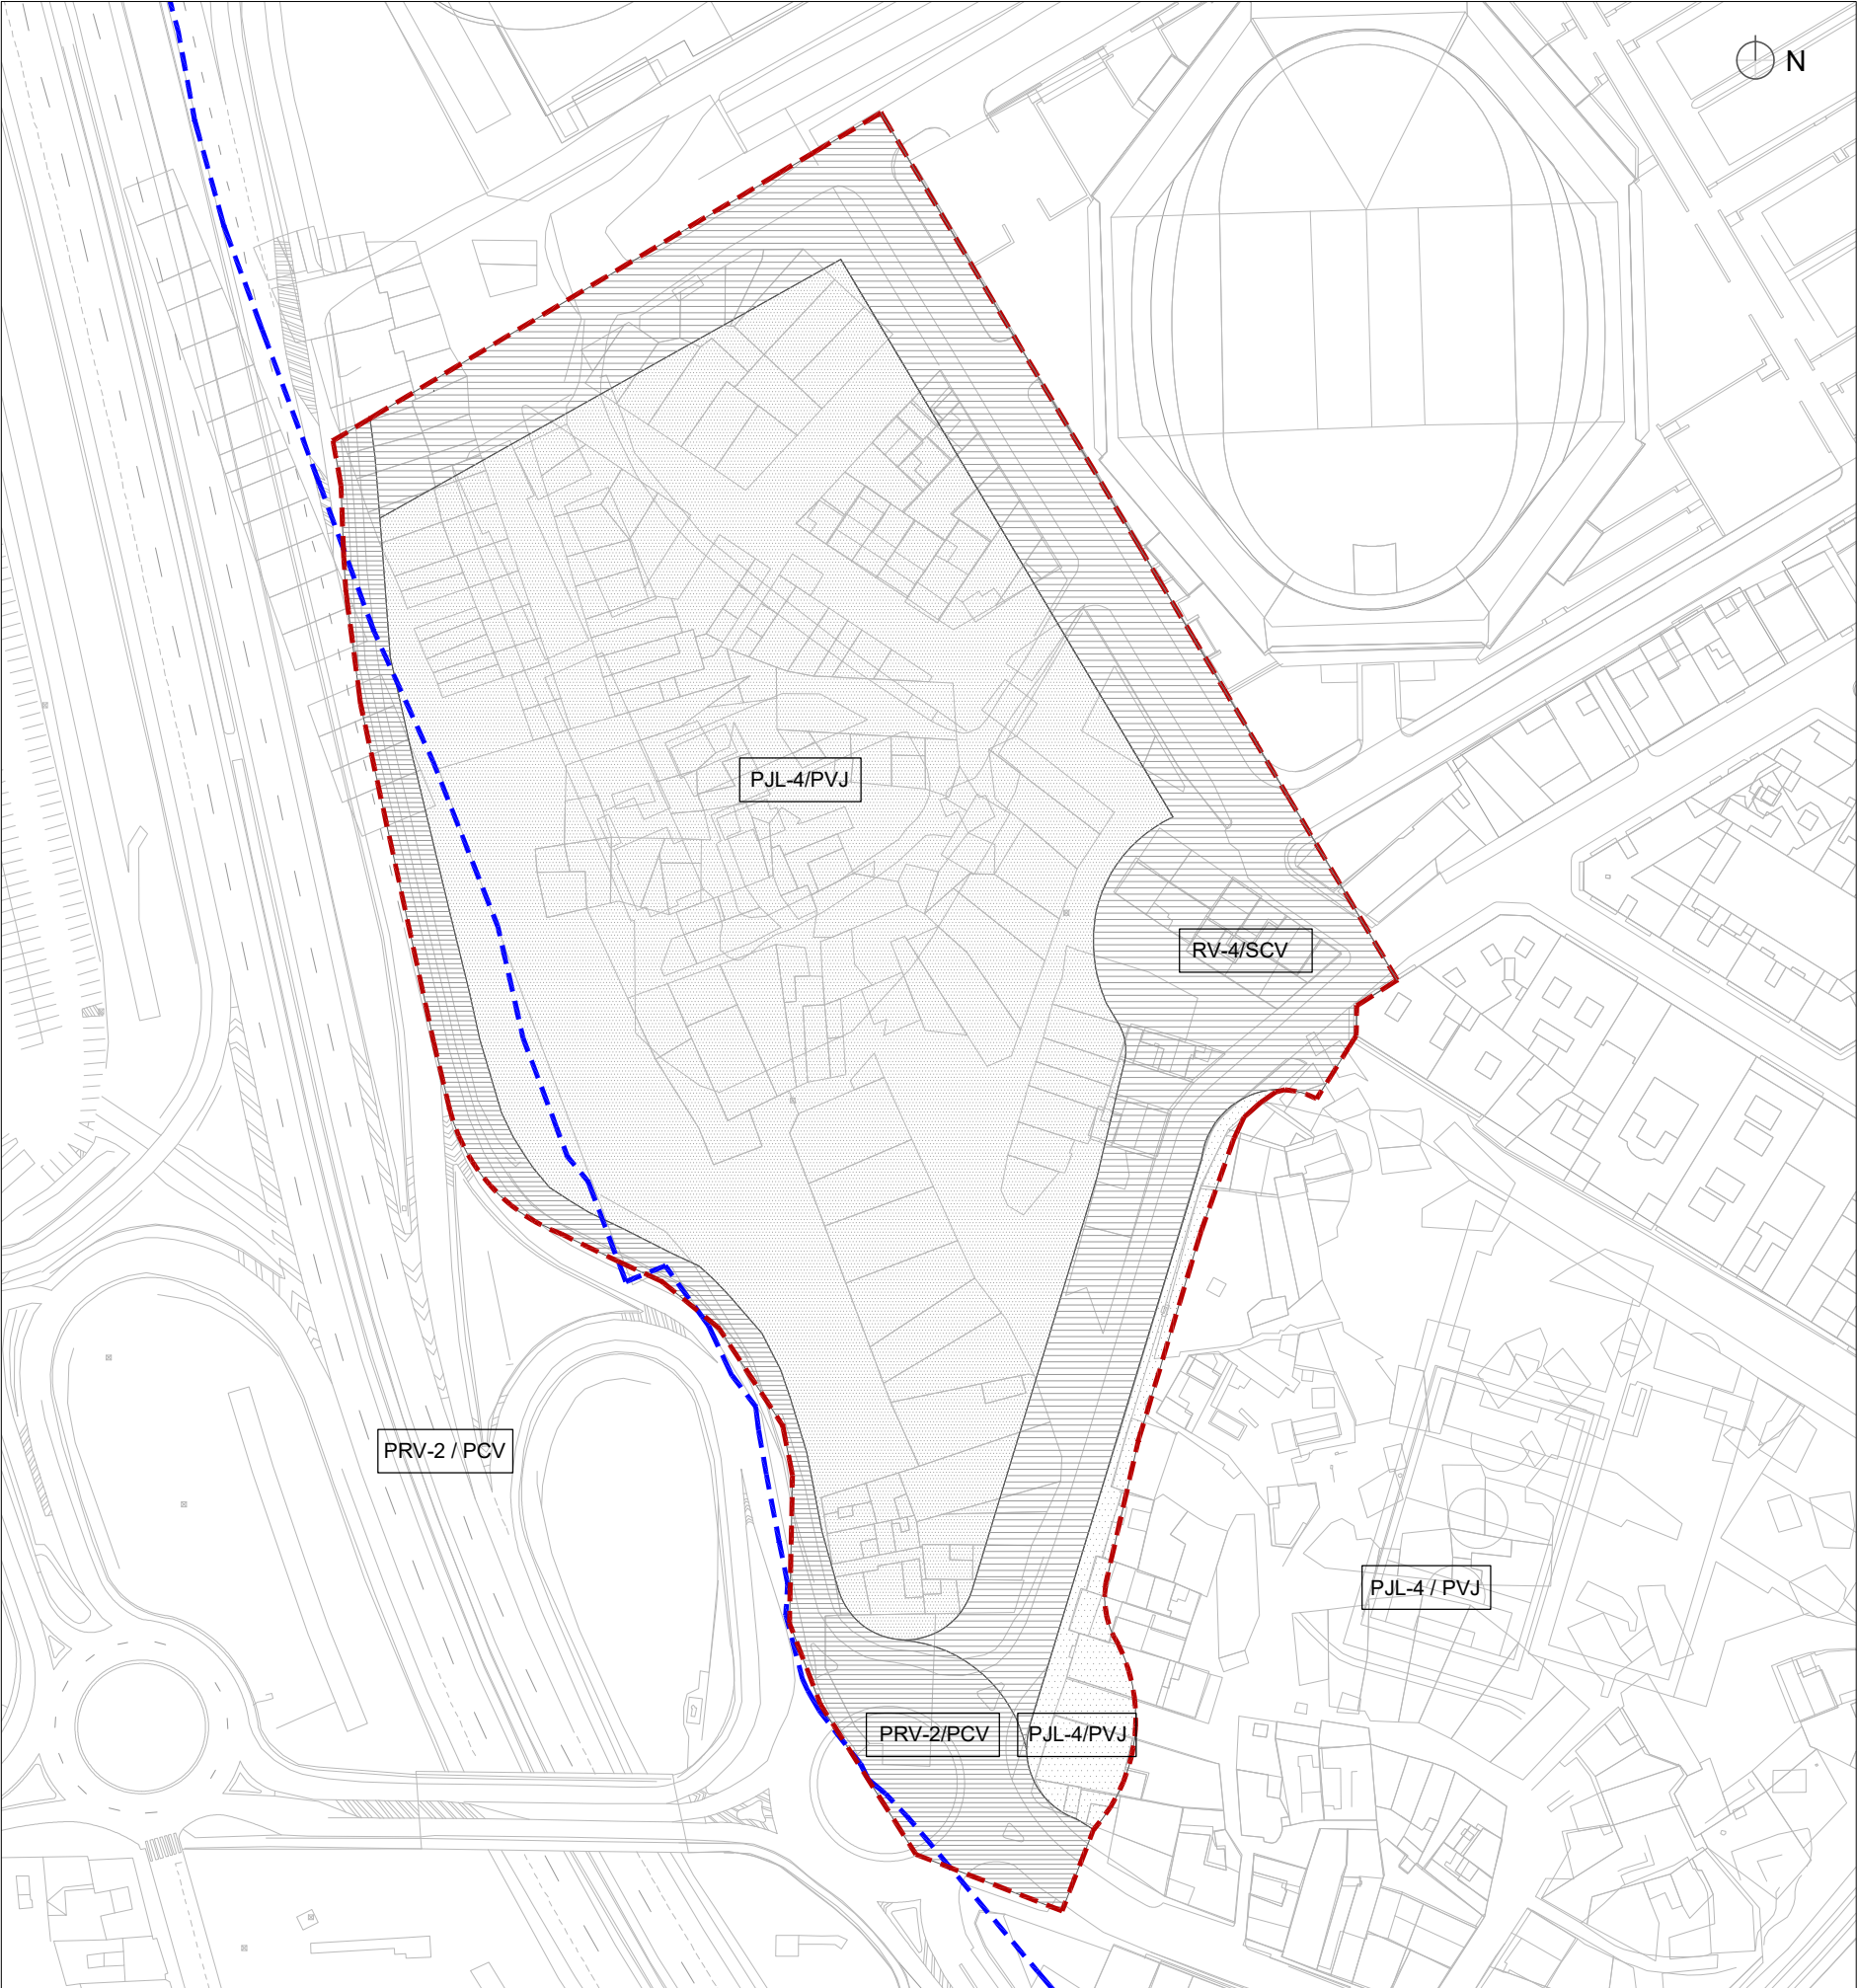 N
PJL-4/PVJ
RV-4/SCV
PRV-2 / PCV
PJL-4 / PVJ
PRV-2/PCV
PJL-4/PVJ